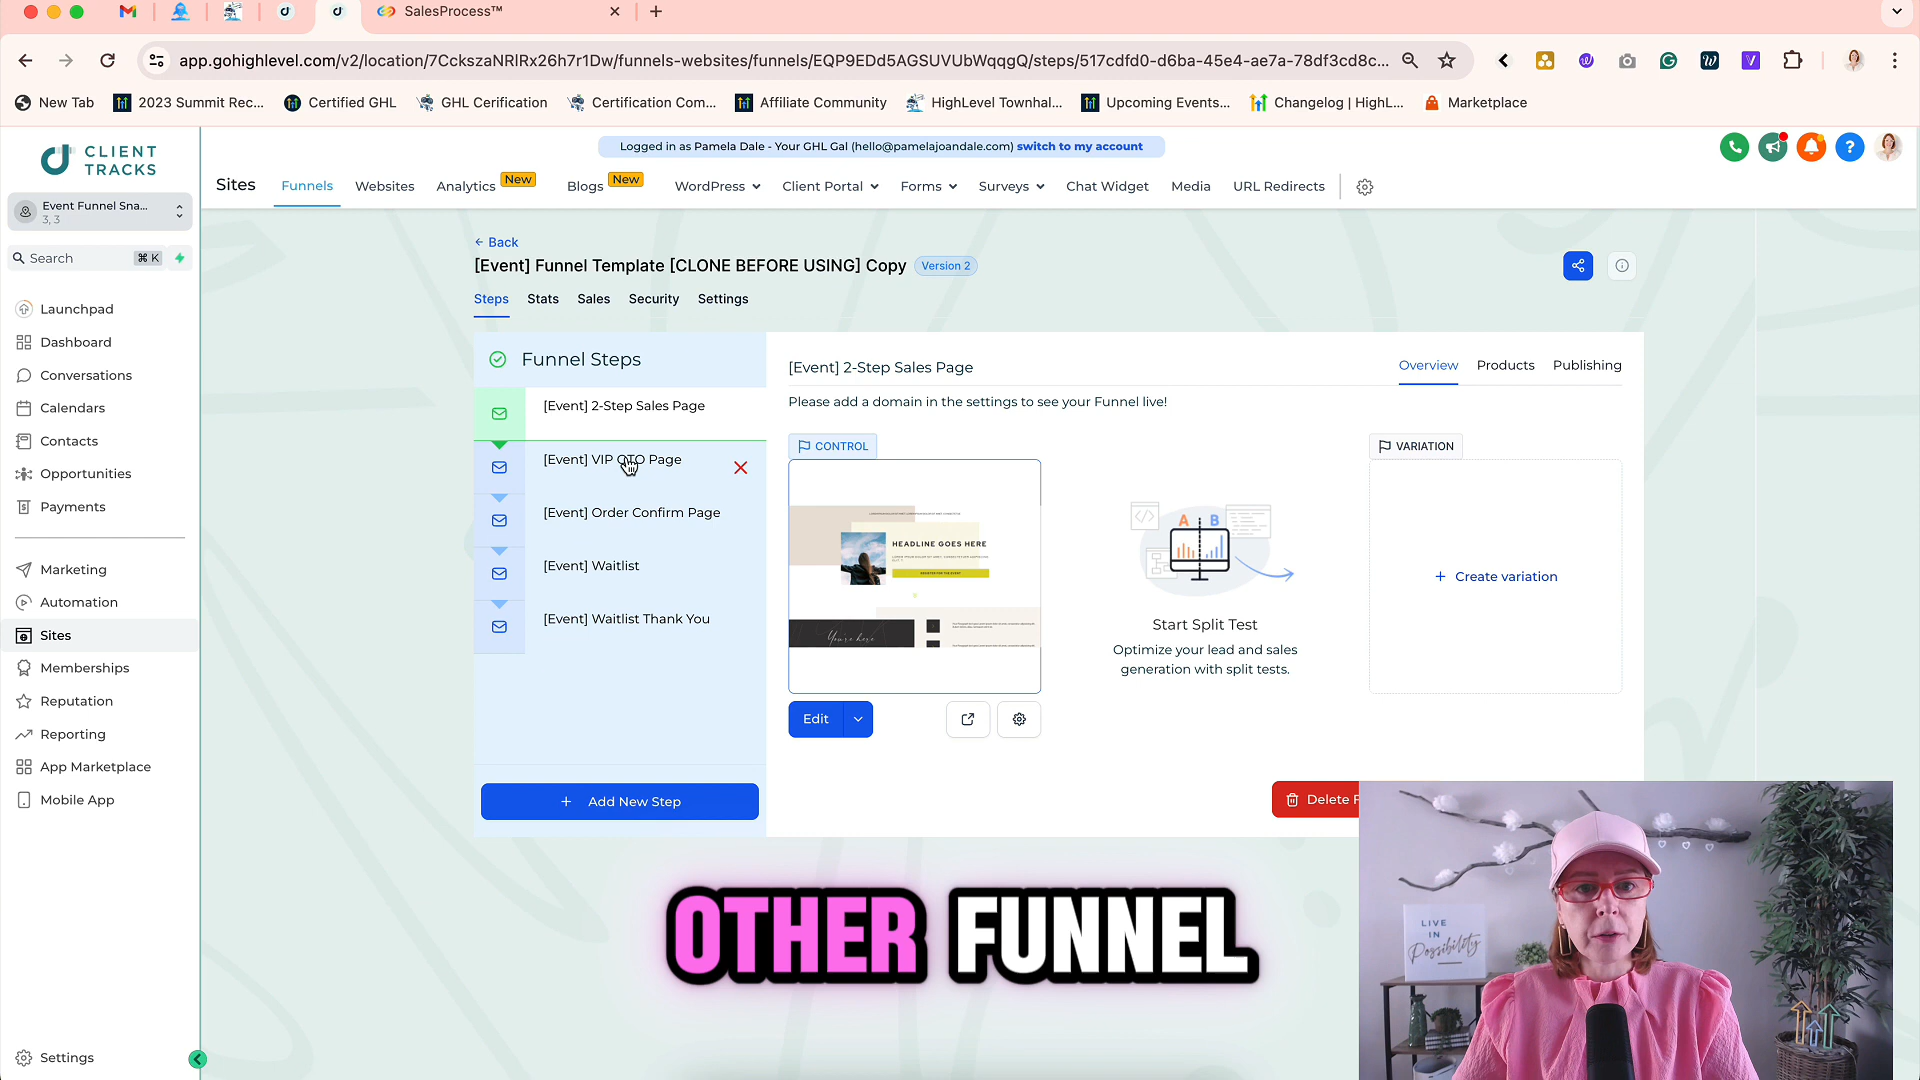 SalesProcess™
app.gohighlevel.com/v2/location/7CckszaNRlRx26h7r1Dw/funnels-websites/funnels/EQP9EDd5AGSUVUbWqqgQ/steps/517cdfd0-d6ba-45e4-ae7a-78df3cd8c...
New Tab
2023 Summit Rec...
Certified GHL
GHL Cerification
Certification Com...
Affiliate Community
HighLevel Townhal...
Upcoming Events...
Changelog | HighL...
Marketplace
CLIENT
TRACKS
Logged in as Pamela Dale - Your GHL Gal (hello@pamelajoandale.com) switch to my account
Sites
Funnels
Websites
Analytics New
Blogs New
WordPress
Client Portal
Forms
Surveys
Chat Widget
Media
URL Redirects
Event Funnel Sna...
3, 3
Search ⌘ K
Launchpad
Dashboard
Conversations
Calendars
Contacts
Opportunities
Payments
Marketing
Automation
Sites
Memberships
Reputation
Reporting
App Marketplace
Mobile App
Settings
← Back
[Event] Funnel Template [CLONE BEFORE USING] Copy Version 2
Steps Stats Sales Security Settings
Funnel Steps
[Event] 2-Step Sales Page
[Event] VIP OTO Page
[Event] Order Confirm Page
[Event] Waitlist
[Event] Waitlist Thank You
+ Add New Step
[Event] 2-Step Sales Page
Overview Products Publishing
Please add a domain in the settings to see your Funnel live!
CONTROL
HEADLINE GOES HERE
REGISTER FOR THE EVENT
You're here
Edit
A B
Start Split Test
Optimize your lead and sales
generation with split tests.
VARIATION
+ Create variation
Delete F
OTHER FUNNEL
LIVE
IN
Possibility